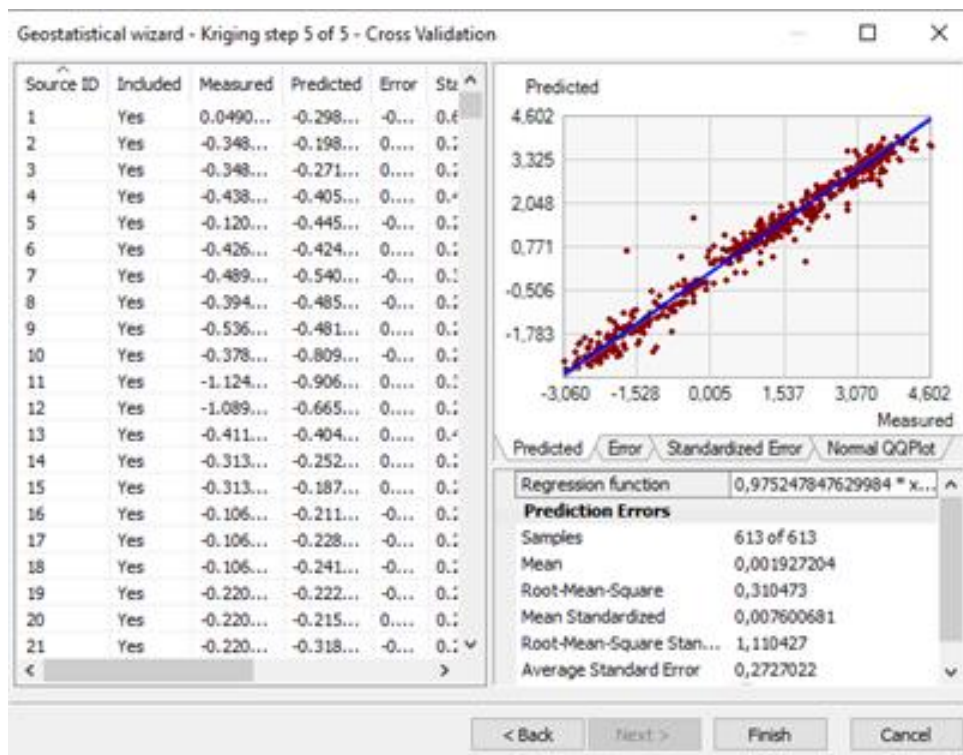 Geostatistical wizard - Kriging step 5 of 5 - Cross Validation
Source ID Included Measured Predicted Error
1 Yes 0.0490... -0.298... -0...
2 Yes -0.348... -0.198... 0....
3 Yes -0.348... -0.271... 0....
4 Yes -0.438... -0.405... 0....
5 Yes -0.120... -0.445... -0...
6 Yes -0.426... -0.424... 0....
7 Yes -0.489... -0.540... -0...
8 Yes -0.394... -0.485... -0...
9 Yes -0.536... -0.481... 0....
10 Yes -0.378... -0.809... -0...
11 Yes -1.124... -0.906... 0....
12 Yes -1.089... -0.665... 0....
13 Yes -0.411... -0.404... 0....
14 Yes -0.313... -0.252... 0....
15 Yes -0.313... -0.187... 0....
16 Yes -0.106... -0.211... -0...
17 Yes -0.106... -0.228... -0...
18 Yes -0.106... -0.241... -0...
19 Yes -0.220... -0.222... -0...
20 Yes -0.220... -0.215... 0....
21 Yes -0.220... -0.318... -0...
Predicted
4,602
3,325
2,048
0,771
-0,506
-1,783
-3,060 -1,528 0,005 1,537 3,070 4,602
Measured
Predicted Error Standardized Error Normal QQPlot
Regression function 0,975247847629984 * x...
Prediction Errors
Samples 613 of 613
Mean 0,001927204
Root-Mean-Square 0,310473
Mean Standardized 0,007600681
Root-Mean-Square Stan... 1,110427
Average Standard Error 0,2727022
< Back Next > Finish Cancel